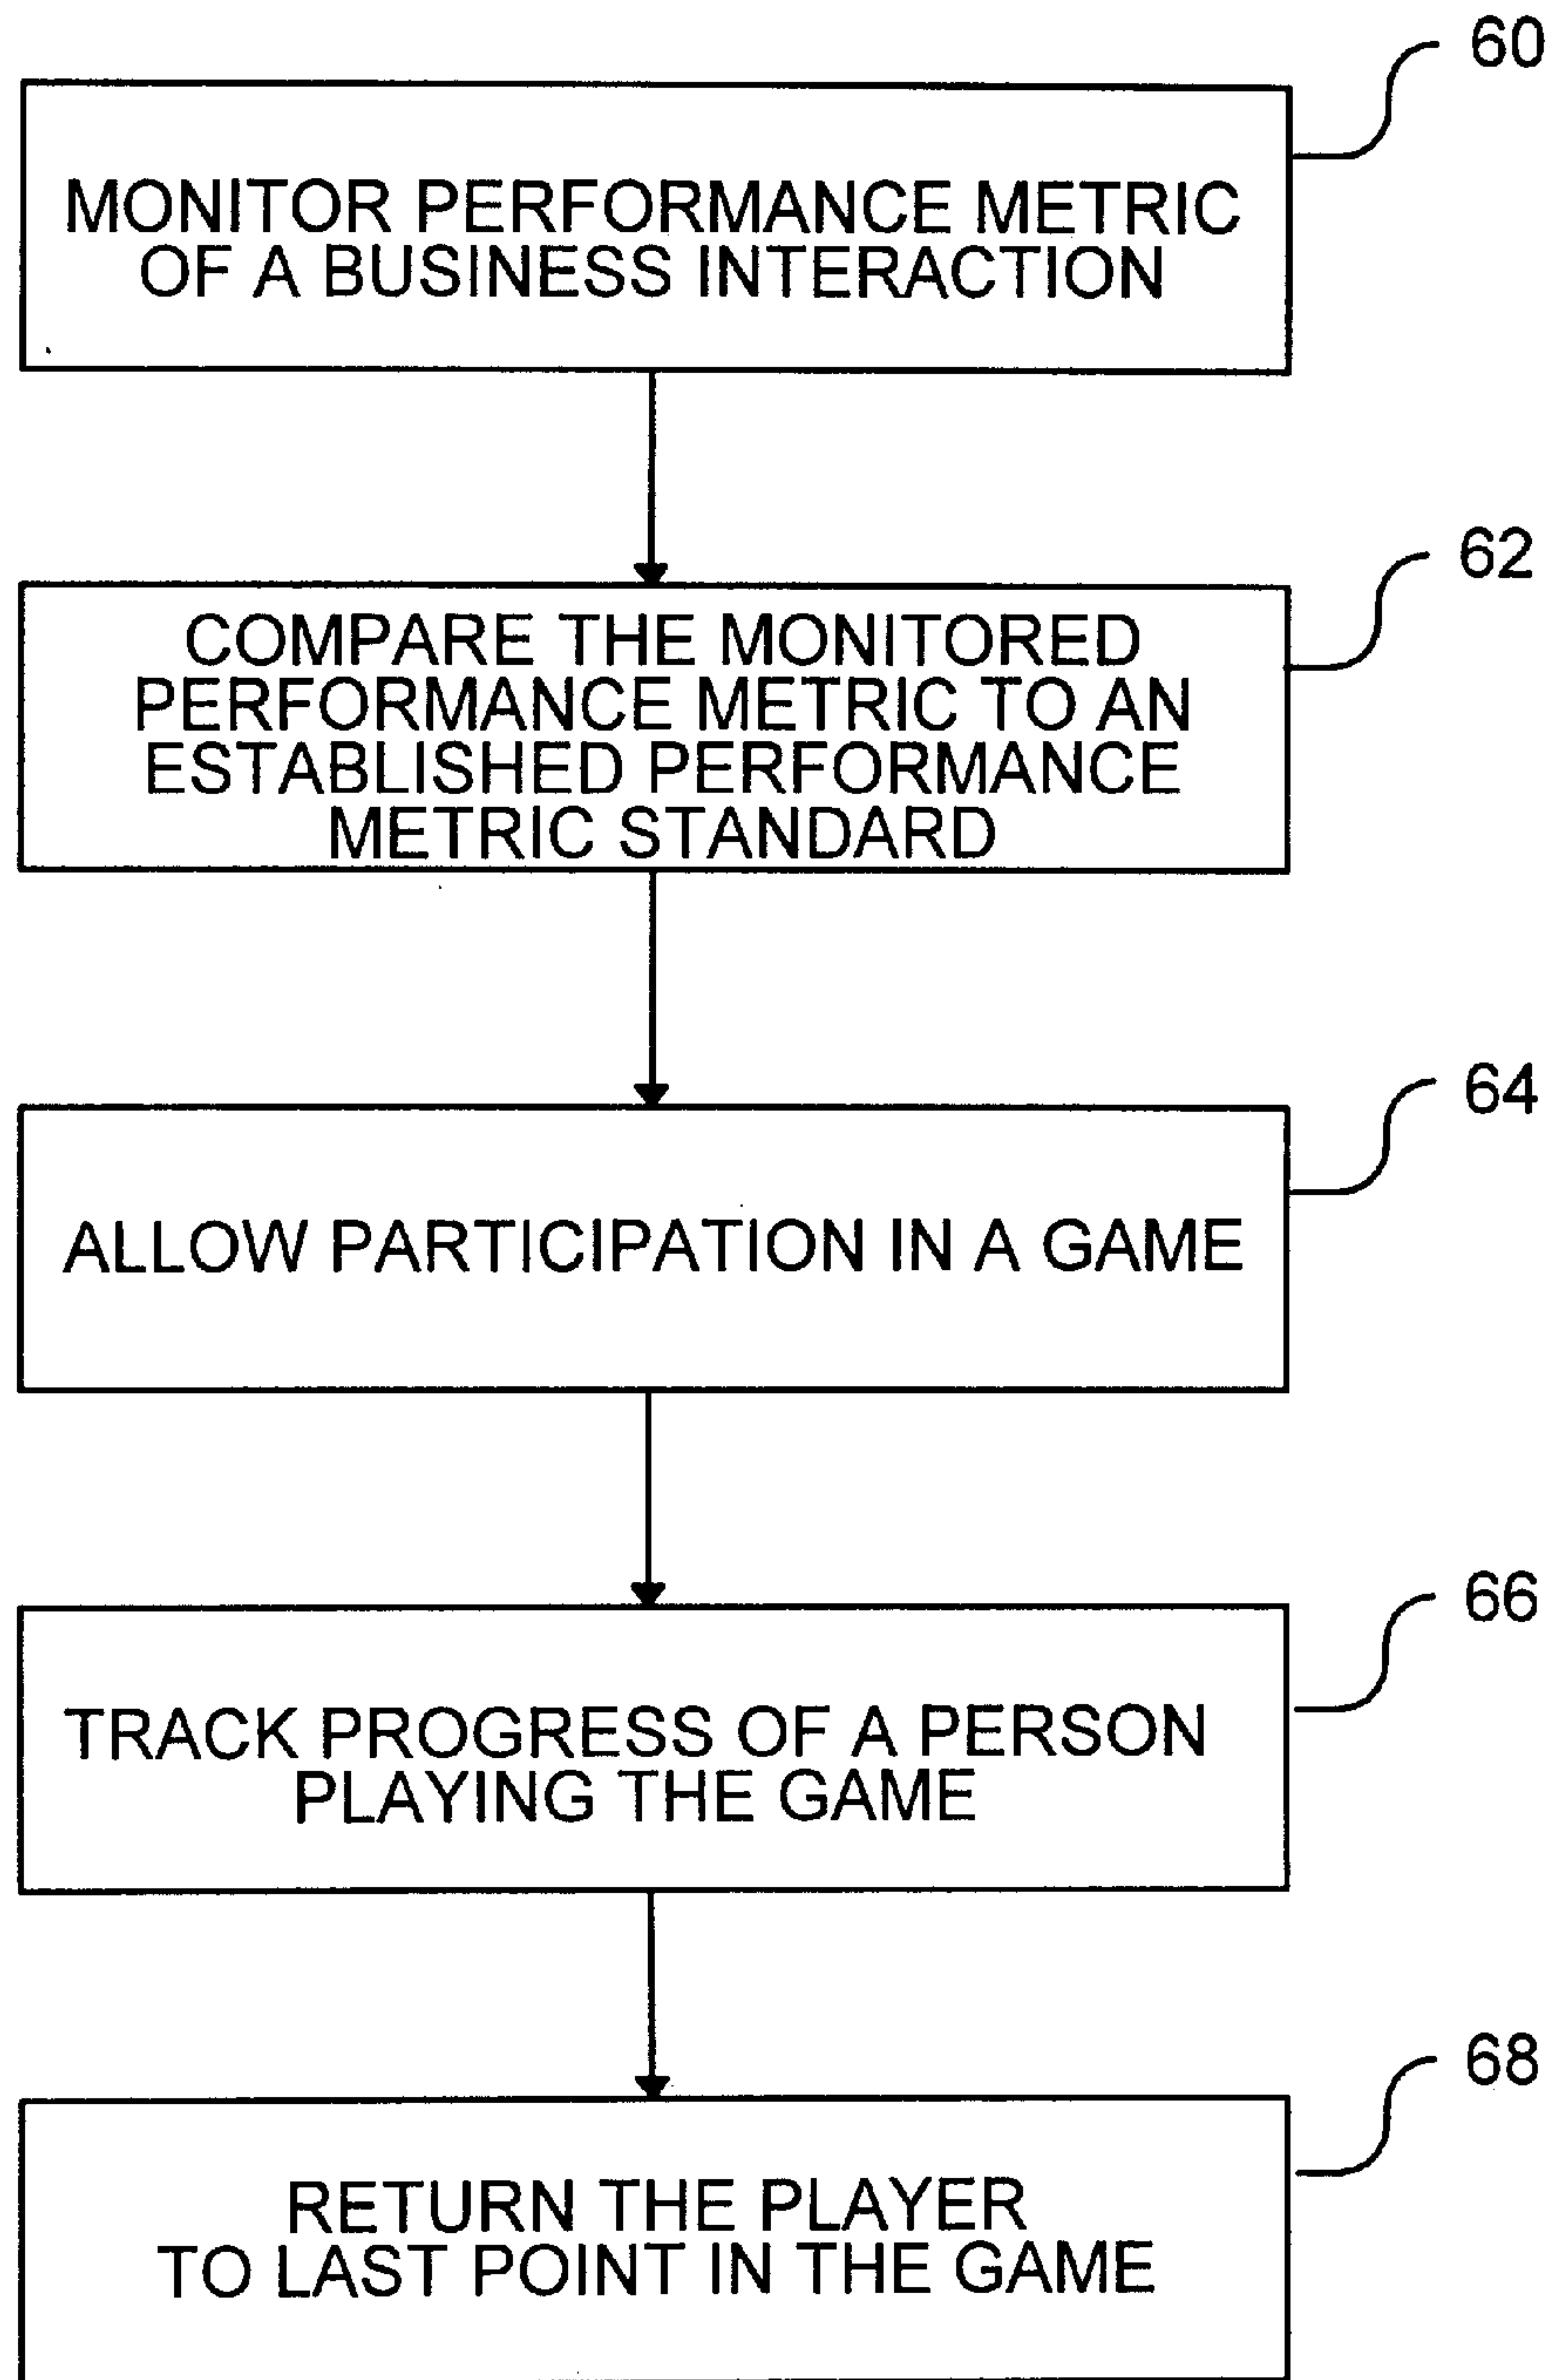 60
MONITOR PERFORMANCE METRIC
OF A BUSINESS INTERACTION
62
COMPARE THE MONITORED
PERFORMANCE METRIC TO AN
ESTABLISHED PERFORMANCE
METRIC STANDARD
64
ALLOW PARTICIPATION IN A GAME
66
TRACK PROGRESS OF A PERSON
PLAYING THE GAME
68
RETURN THE PLAYER
TO LAST POINT IN THE GAME